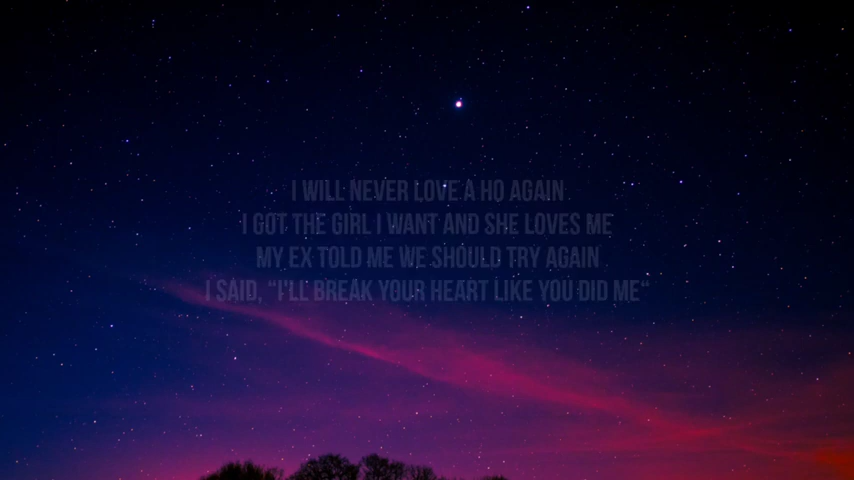 I WILL NEVER LOVE A HO AGAIN
I GOT THE GIRL I WANT AND SHE LOVES ME
MY EX TOLD ME WE SHOULD TRY AGAIN
I SAID, “I'LL BREAK YOUR HEART LIKE YOU DID ME“